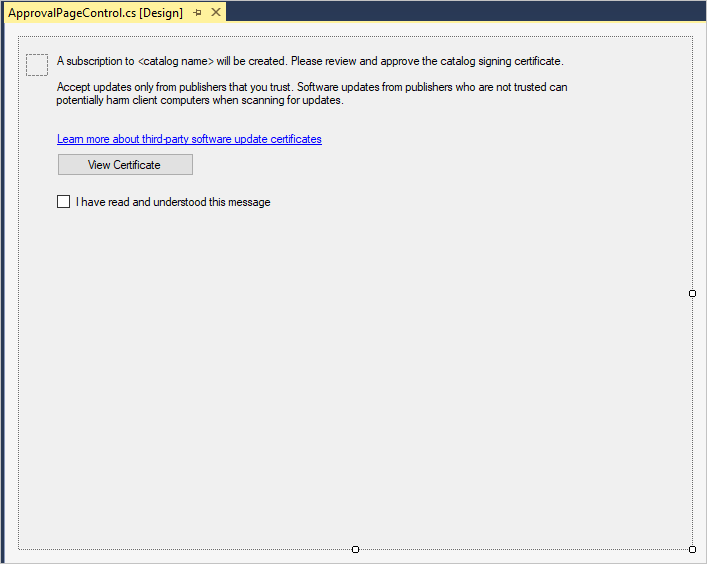 ApprovalPageControl.cs [Design]
A subscription to <catalog name> will be created. Please review and approve the catalog signing certificate.
Accept updates only from publishers that you trust. Software updates from publishers who are not trusted can
potentially harm client computers when scanning for updates.
Learn more about third-party software update certificates
View Certificate
I have read and understood this message